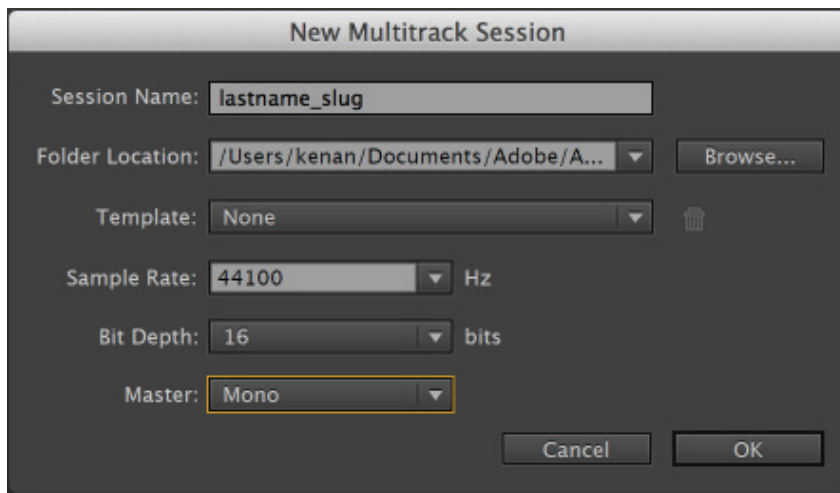 New Multitrack Session
Session Name: lastname_slug
Folder Location: /Users/kenan/Documents/Adobe/A... Browse...
Template: None
Sample Rate: 44100 Hz
Bit Depth: 16 bits
Master: Mono
Cancel OK